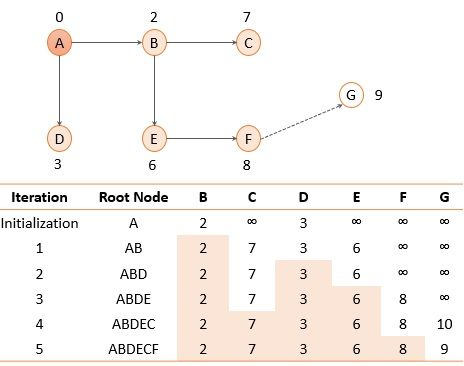 0 2 7
A B C
G 9
D E F
3 6 8
Iteration Root Node B C D E F G
Initialization A 2 ∞ 3 ∞ ∞ ∞
1 AB 2 7 3 6 ∞ ∞
2 ABD 2 7 3 6 ∞ ∞
3 ABDE 2 7 3 6 8 ∞
4 ABDEC 2 7 3 6 8 10
5 ABDECF 2 7 3 6 8 9